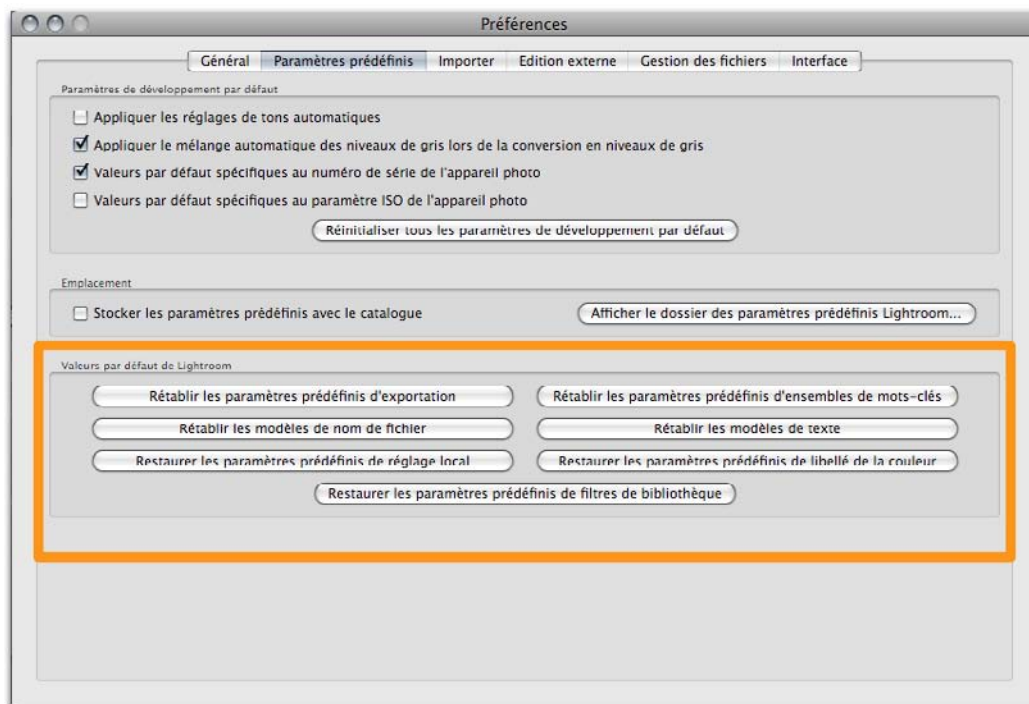 Préférences
Général Paramètres prédéfinis Importer Edition externe Gestion des fichiers Interface
Paramètres de développement par défaut
Appliquer les réglages de tons automatiques
Appliquer le mélange automatique des niveaux de gris lors de la conversion en niveaux de gris
Valeurs par défaut spécifiques au numéro de série de l'appareil photo
Valeurs par défaut spécifiques au paramètre ISO de l'appareil photo
Réinitialiser tous les paramètres de développement par défaut
Emplacement
Stocker les paramètres prédéfinis avec le catalogue Afficher le dossier des paramètres prédéfinis Lightroom...
Valeurs par défaut de Lightroom
Rétablir les paramètres prédéfinis d'exportation Rétablir les paramètres prédéfinis d'ensembles de mots-clés
Rétablir les modèles de nom de fichier Rétablir les modèles de texte
Restaurer les paramètres prédéfinis de réglage local Restaurer les paramètres prédéfinis de libellé de la couleur
Restaurer les paramètres prédéfinis de filtres de bibliothèque